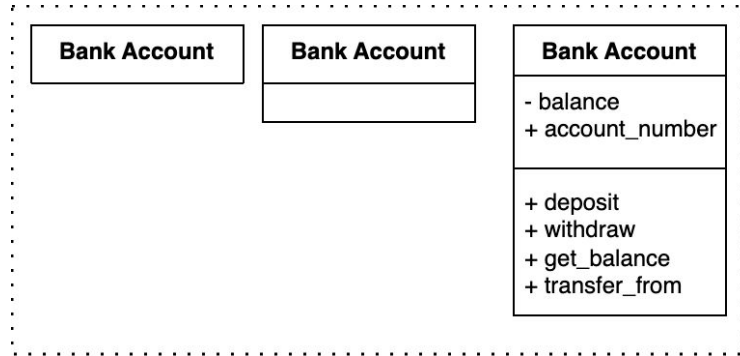 Bank Account
Bank Account
Bank Account
- balance
+ account_number
+ deposit
+ withdraw
+ get_balance
+ transfer_from